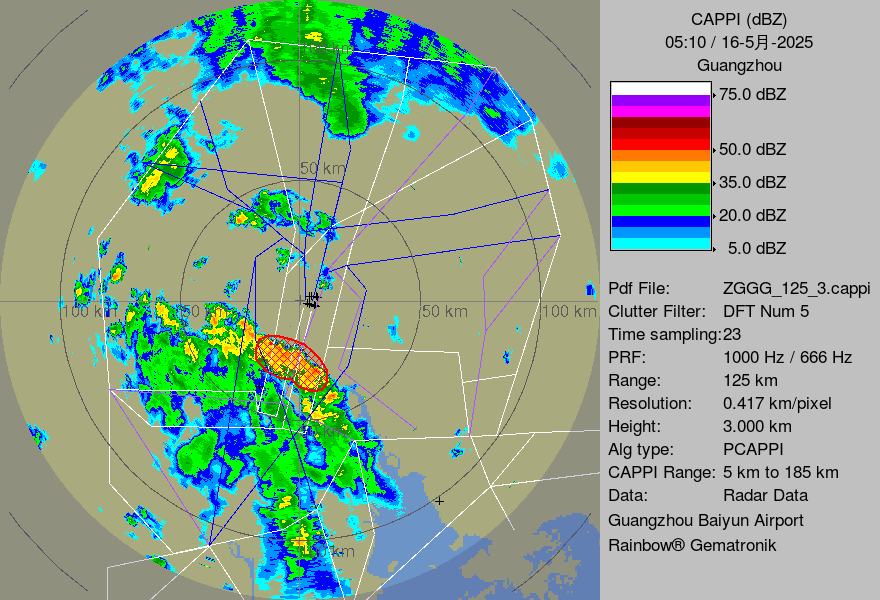 CAPPI (dBZ)
05:10 / 16-5月-2025
Guangzhou
75.0 dBZ
50.0 dBZ
35.0 dBZ
20.0 dBZ
5.0 dBZ
Pdf File: ZGGG_125_3.cappi
Clutter Filter: DFT Num 5
Time sampling:23
PRF: 1000 Hz / 666 Hz
Range: 125 km
Resolution: 0.417 km/pixel
Height: 3.000 km
Alg type: PCAPPI
CAPPI Range: 5 km to 185 km
Data: Radar Data
Guangzhou Baiyun Airport
Rainbow® Gematronik
50 km
100 km
50 km
50 km
100 km
km